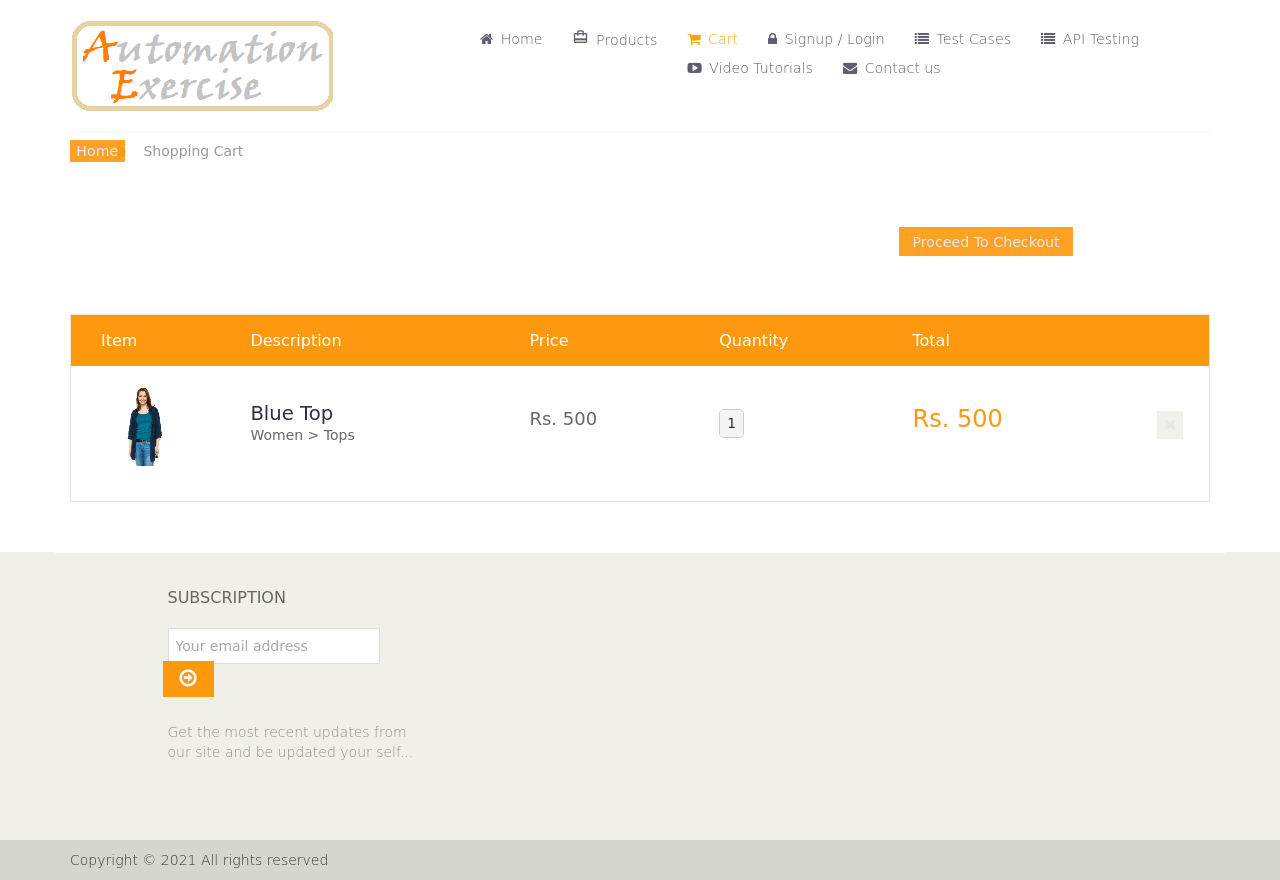 Automation
Exercise
Home Products Cart Signup / Login Test Cases API Testing
Video Tutorials Contact us
Home Shopping Cart
Proceed To Checkout
Item Description Price Quantity Total
Blue Top
Women > Tops
Rs. 500
1
Rs. 500
SUBSCRIPTION
Your email address
Get the most recent updates from
our site and be updated your self...
Copyright © 2021 All rights reserved